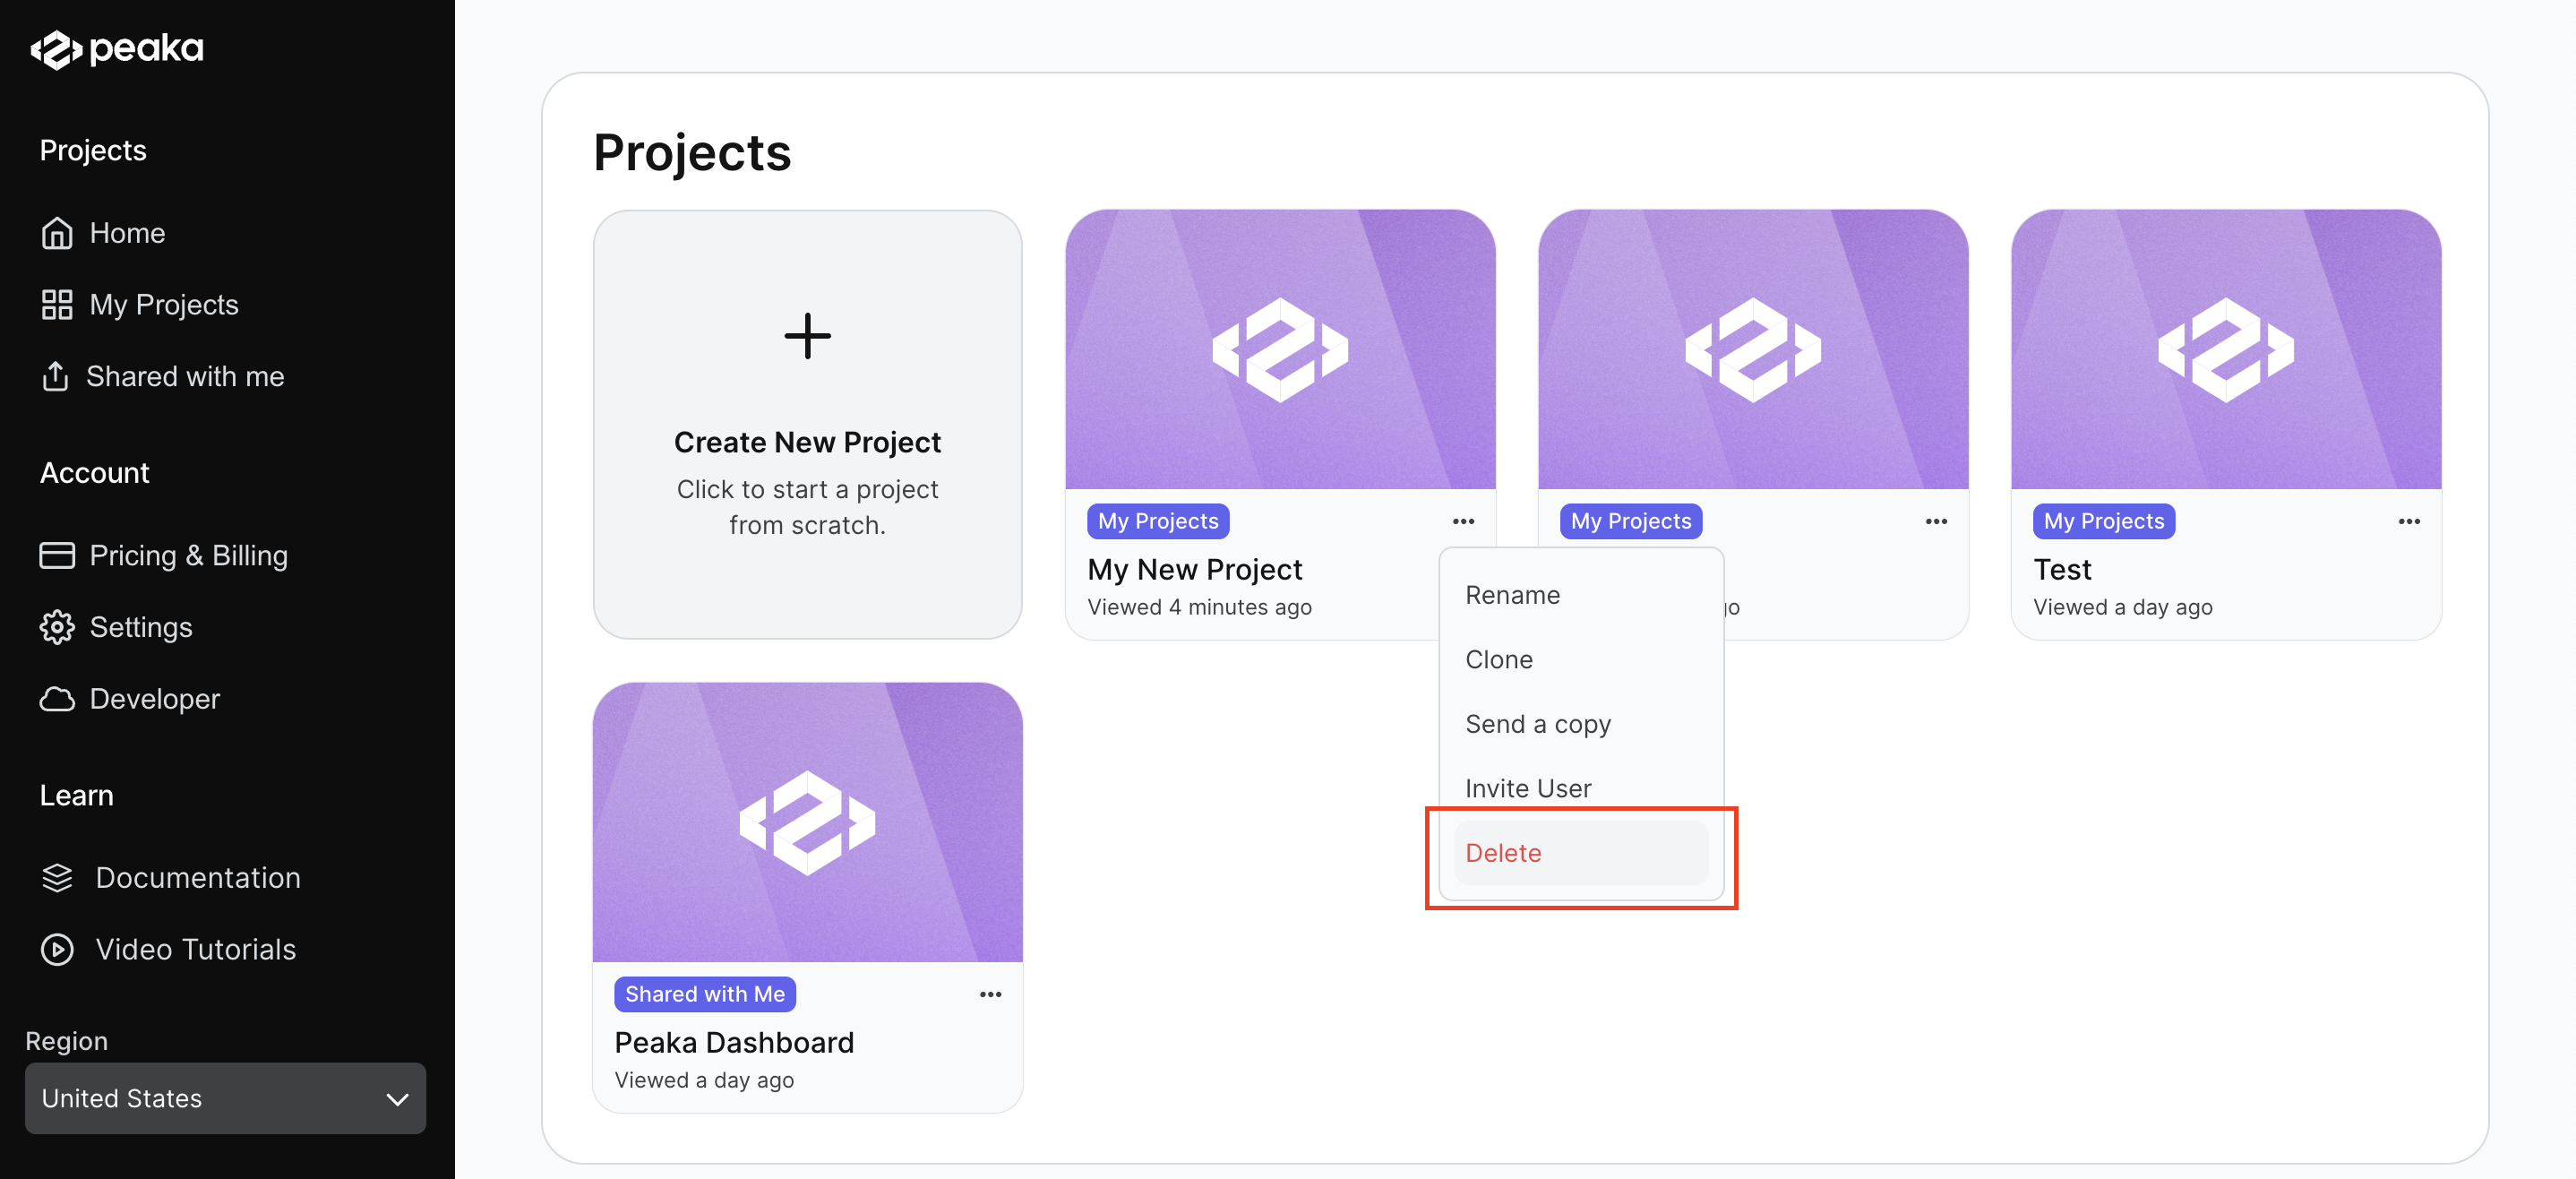 peaka
Projects
Home
My Projects
Shared with me
Account
Pricing & Billing
Settings
Developer
Learn
Documentation
Video Tutorials
Region
United States
Projects
Create New Project
Click to start a project
from scratch.
My Projects
My New Project
Viewed 4 minutes ago
My Projects
My Projects
Test
Viewed a day ago
Rename
Clone
Send a copy
Invite User
Delete
Shared with Me
Peaka Dashboard
Viewed a day ago